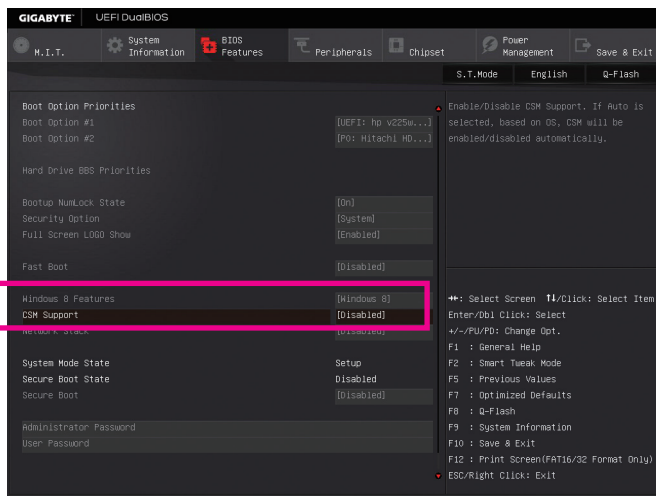 GIGABYTE™ UEFI DualBIOS
M.I.T. System Information BIOS Features Peripherals Chipset Power Management Save & Exit
S.T.Mode English Q-Flash
Boot Option Priorities
Boot Option #1 [UEFI: hp v225w...]
Boot Option #2 [P0: Hitachi HD...]
Hard Drive BBS Priorities
Bootup NumLock State [On]
Security Option [System]
Full Screen LOGO Show [Enabled]
Fast Boot [Disabled]
Windows 8 Features [Windows 8]
CSM Support [Disabled]
Network Stack [Disabled]
System Mode State Setup
Secure Boot State Disabled
Secure Boot [Disabled]
Administrator Password
User Password
Enable/Disable CSM Support. If Auto is
selected, based on OS, CSM will be
enabled/disabled automatically.
→←: Select Screen ↑↓/Click: Select Item
Enter/Dbl Click: Select
+/-/PU/PD: Change Opt.
F1 : General Help
F2 : Smart Tweak Mode
F5 : Previous Values
F7 : Optimized Defaults
F8 : Q-Flash
F9 : System Information
F10 : Save & Exit
F12 : Print Screen(FAT16/32 Format Only)
ESC/Right Click: Exit